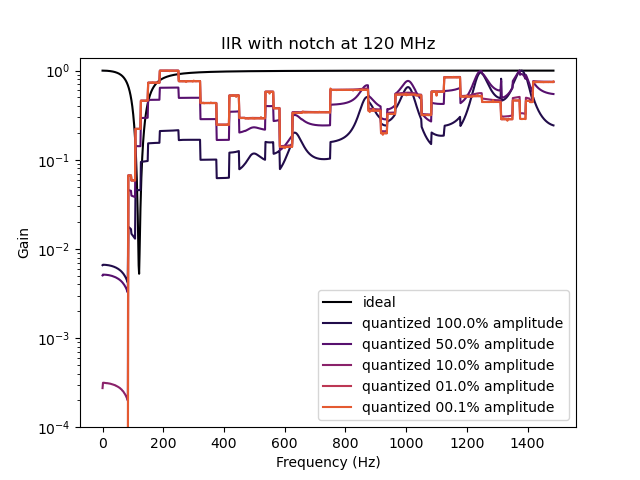 IIR with notch at 120 MHz
10⁰
10⁻¹
10⁻²
10⁻³
10⁻⁴
Gain
ideal
quantized 100.0% amplitude
quantized 50.0% amplitude
quantized 10.0% amplitude
quantized 01.0% amplitude
quantized 00.1% amplitude
0 200 400 600 800 1000 1200 1400
Frequency (Hz)